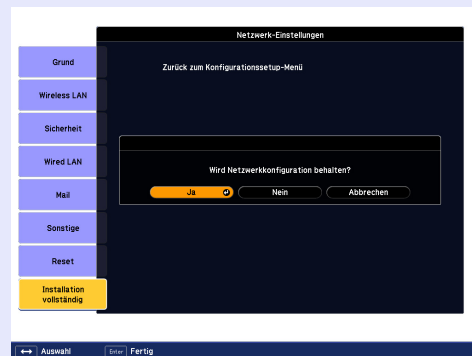 Netzwerk-Einstellungen
Grund
Zurück zum Konfigurationssetup-Menü
Wireless LAN
Sicherheit
Wired LAN
Wird Netzwerkkonfiguration behalten?
Ja
Nein
Abbrechen
Mail
Sonstige
Reset
Installation
vollständig
Auswahl
Enter Fertig